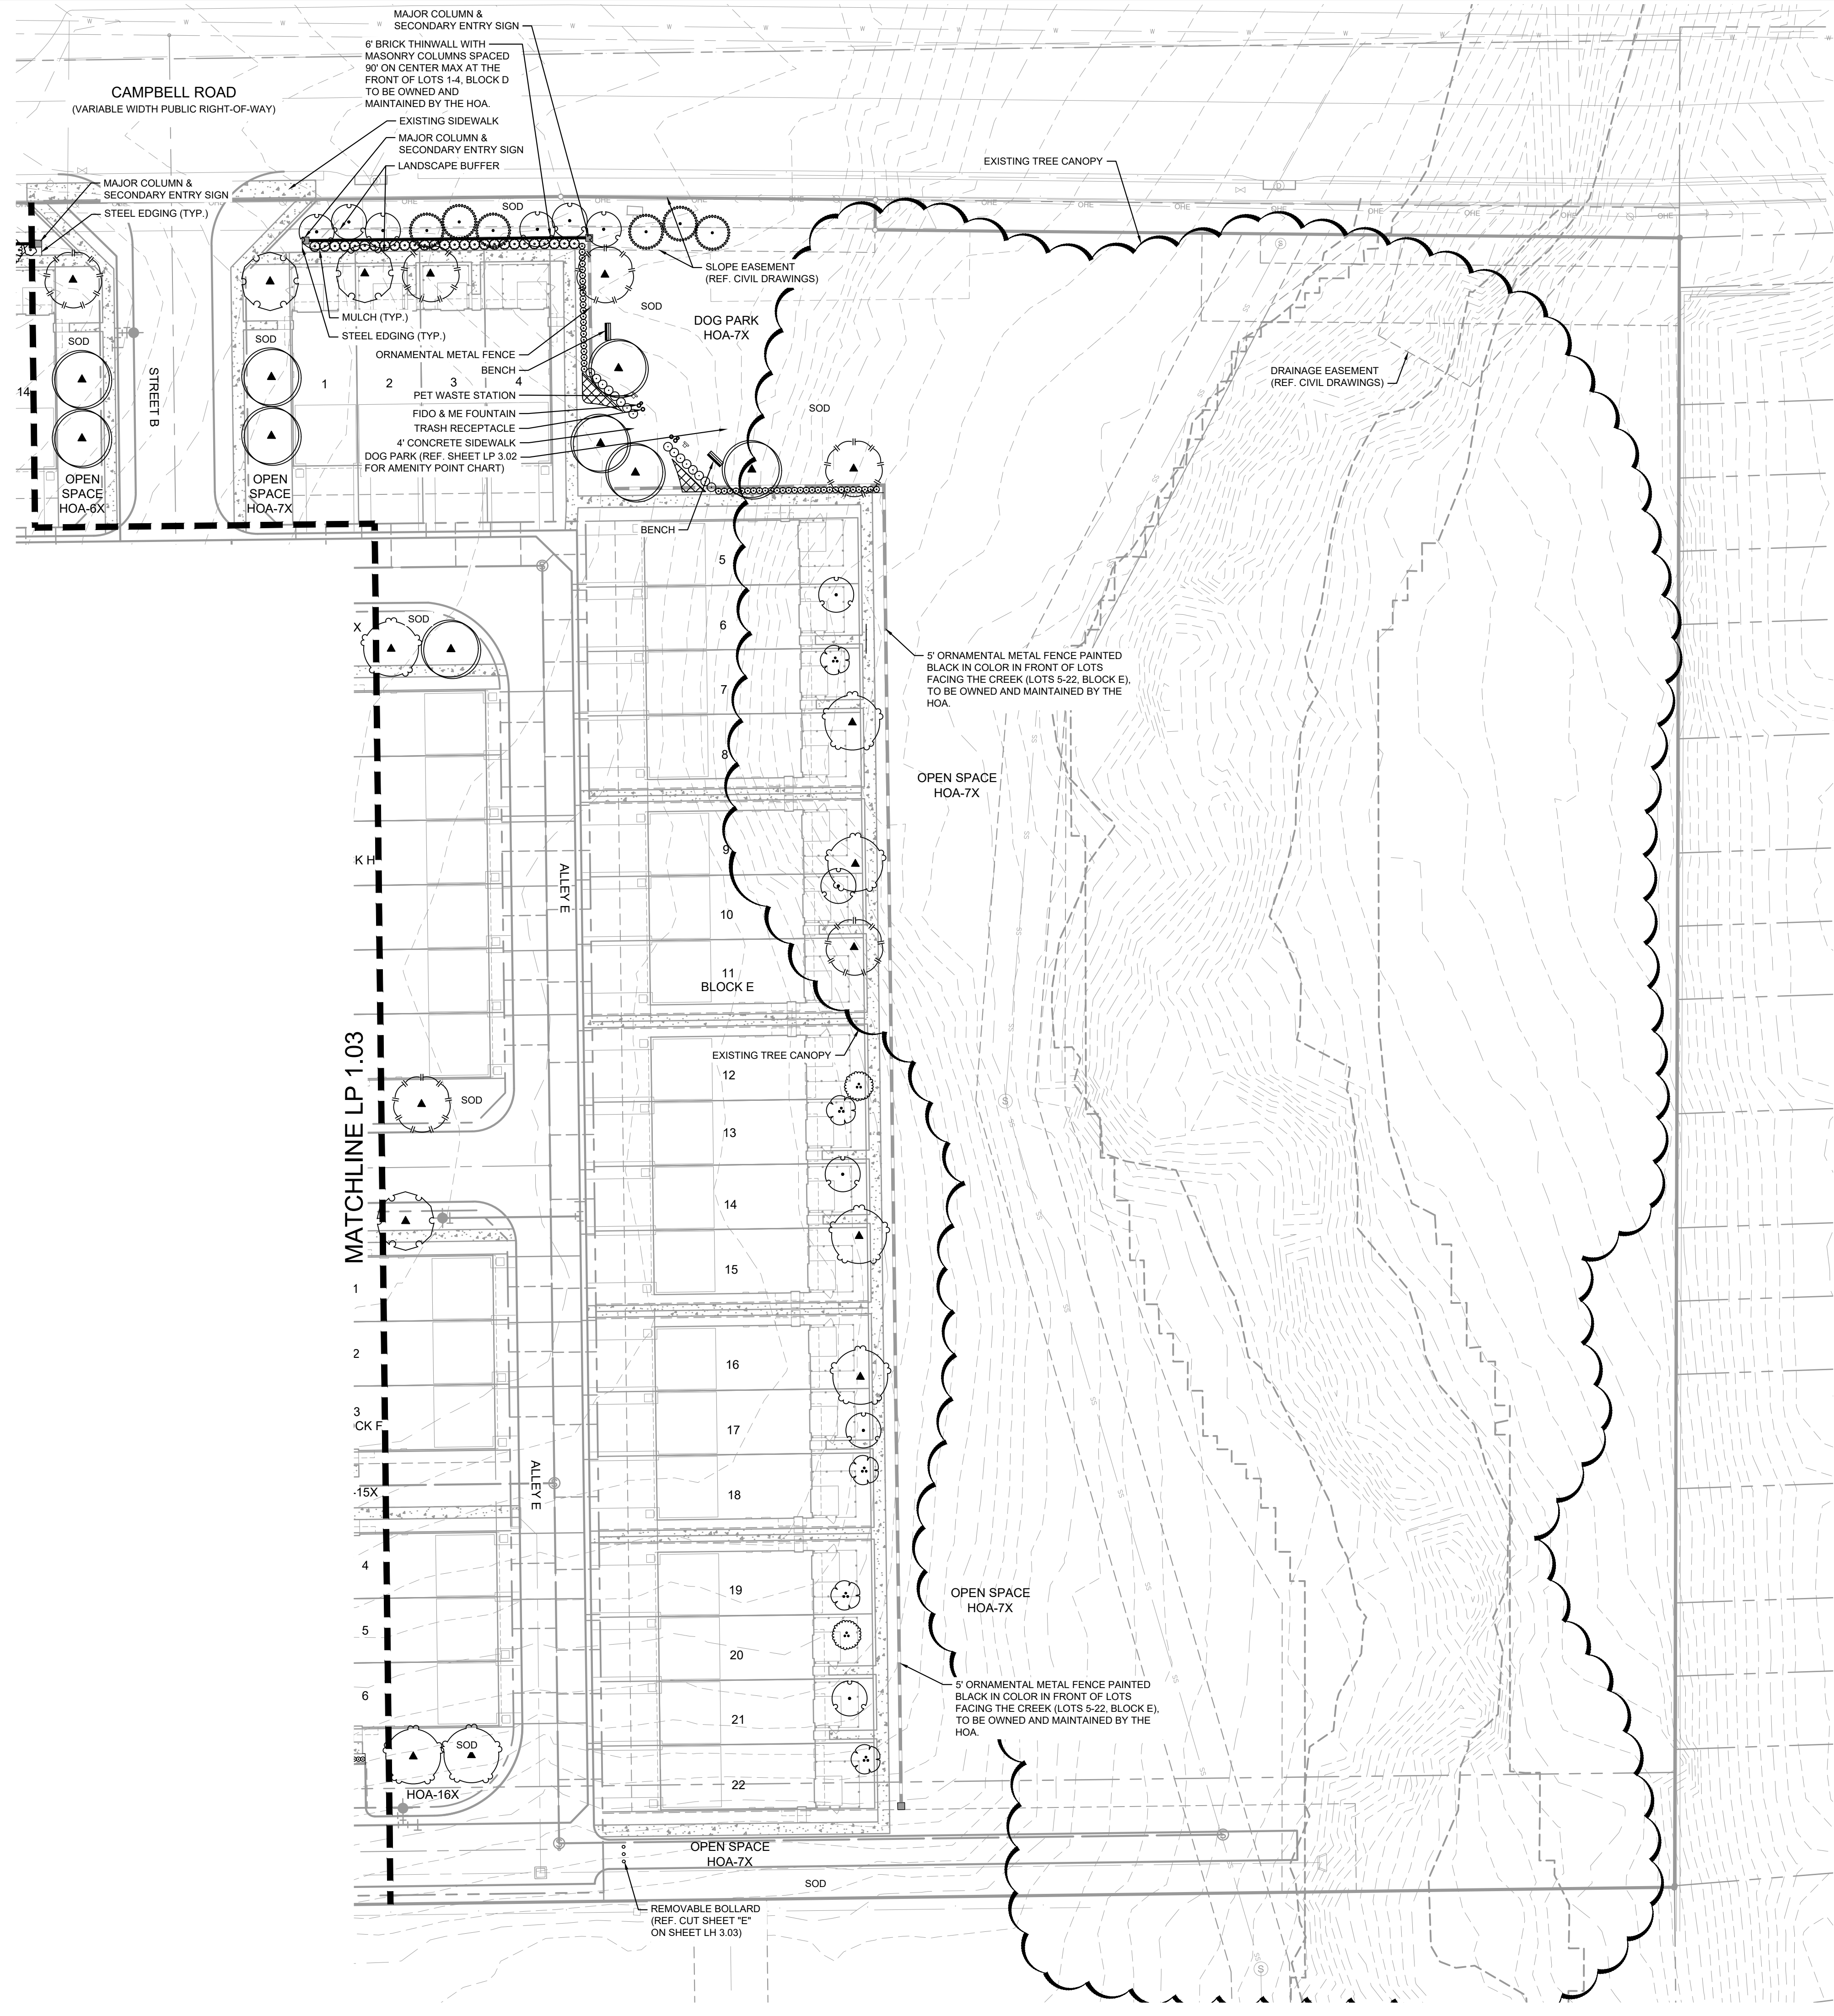 MAJOR COLUMN &
SECONDARY ENTRY SIGN
6' BRICK THINWALL WITH
MASONRY COLUMNS SPACED
90' ON CENTER MAX AT THE
FRONT OF LOTS 1-4, BLOCK D
TO BE OWNED AND
MAINTAINED BY THE HOA.
CAMPBELL ROAD
(VARIABLE WIDTH PUBLIC RIGHT-OF-WAY)
EXISTING SIDEWALK
MAJOR COLUMN &
SECONDARY ENTRY SIGN
LANDSCAPE BUFFER
EXISTING TREE CANOPY
MAJOR COLUMN &
SECONDARY ENTRY SIGN
STEEL EDGING (TYP.)
SOD
SLOPE EASEMENT
(REF. CIVIL DRAWINGS)
SOD
MULCH (TYP.)
DOG PARK
HOA-7X
STEEL EDGING (TYP.)
SOD
SOD
ORNAMENTAL METAL FENCE
BENCH
DRAINAGE EASEMENT
(REF. CIVIL DRAWINGS)
14
STREET B
1
2
3
4
PET WASTE STATION
FIDO & ME FOUNTAIN
SOD
TRASH RECEPTACLE
4' CONCRETE SIDEWALK
DOG PARK (REF. SHEET LP 3.02
FOR AMENITY POINT CHART)
OPEN
SPACE
HOA-6X
OPEN
SPACE
HOA-7X
BENCH
5
SOD
X
6
5' ORNAMENTAL METAL FENCE PAINTED
BLACK IN COLOR IN FRONT OF LOTS
FACING THE CREEK (LOTS 5-22, BLOCK E),
TO BE OWNED AND MAINTAINED BY THE
HOA.
7
8
OPEN SPACE
HOA-7X
9
K H
ALLEY E
10
11
BLOCK E
EXISTING TREE CANOPY
12
SOD
13
MATCHLINE LP 1.03
14
15
1
2
16
3
CK F
17
ALLEY E
-15X
18
4
19
OPEN SPACE
HOA-7X
5
20
6
5' ORNAMENTAL METAL FENCE PAINTED
BLACK IN COLOR IN FRONT OF LOTS
FACING THE CREEK (LOTS 5-22, BLOCK E),
TO BE OWNED AND MAINTAINED BY THE
HOA.
21
SOD
22
HOA-16X
OPEN SPACE
HOA-7X
SOD
REMOVABLE BOLLARD
(REF. CUT SHEET "E"
ON SHEET LH 3.03)